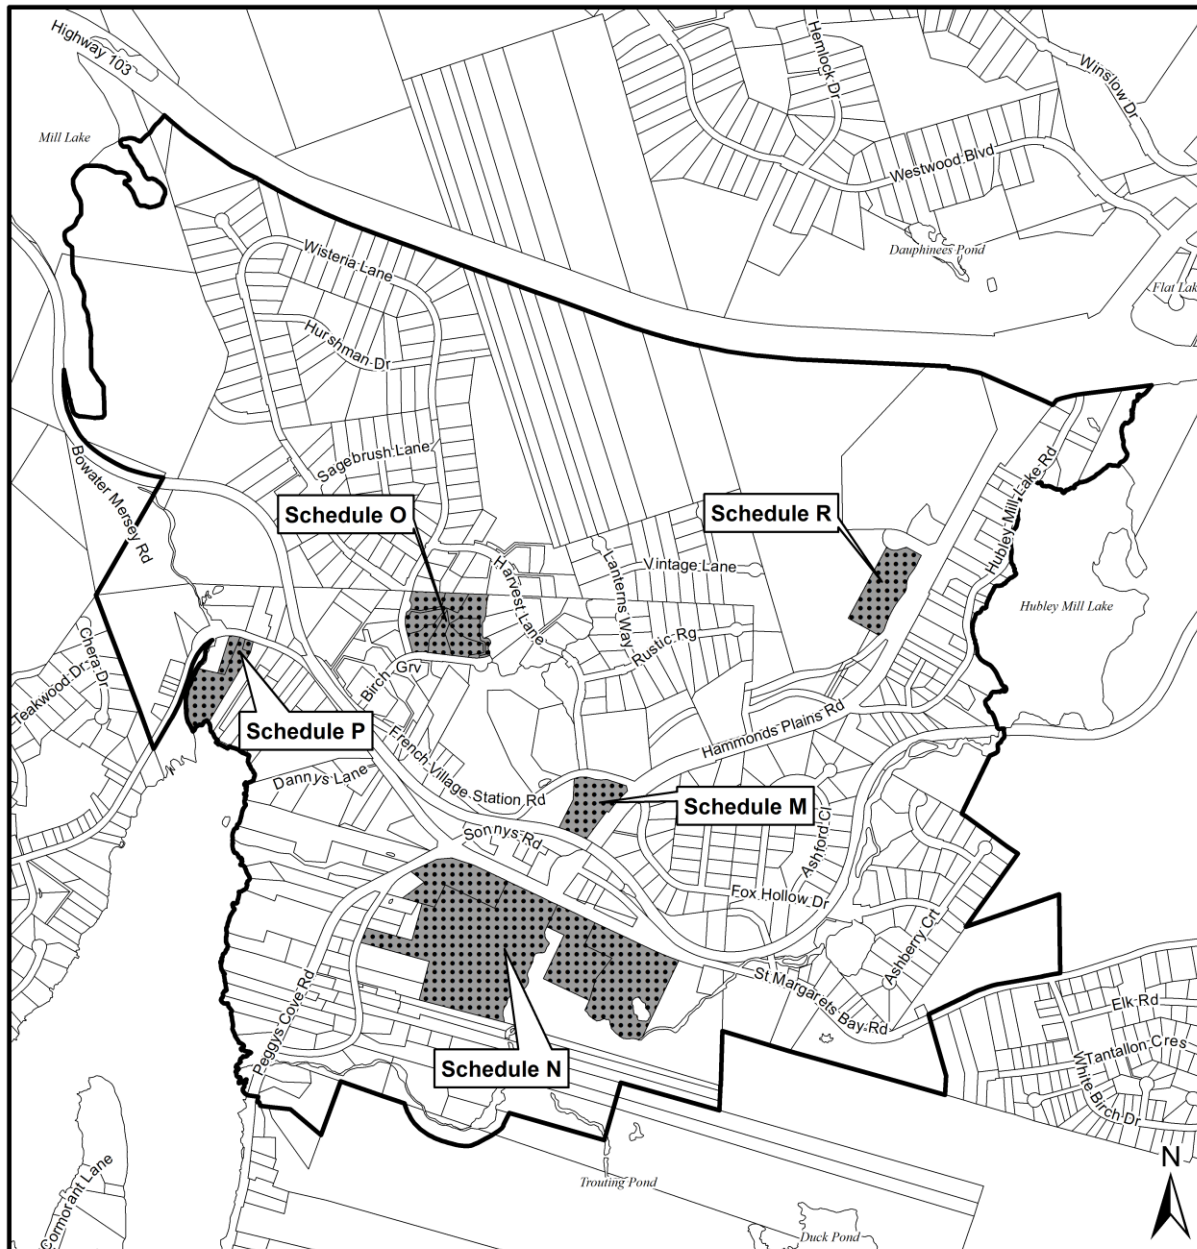 Highway 103
Hemlock Dr
Winslow Dr
Mill Lake
Westwood Blvd
Dauphinees Pond
Flat Lak
Wisteria Lane
Hurshman Dr
Sagebrush Lane
Bowater Mersey Rd
Schedule O
Schedule R
Hubley Mill Lake Rd
Harvest Lane
Lanterns Way
Vintage Lane
Hubley Mill Lake
Chera Dr
Teakwood Dr
Birch Grv
Rustic Rg
Schedule P
Hammonds Plains Rd
French Village Station Rd
Dannys Lane
Schedule M
Sonnys Rd
Ashford Cl
Fox Hollow Dr
Ashberry Crt
St Margarets Bay Rd
Peggys Cove Rd
Elk Rd
Tantallon Cres
White Birch Dr
Schedule N
Cormorant Lane
Trouting Pond
Duck Pond
N